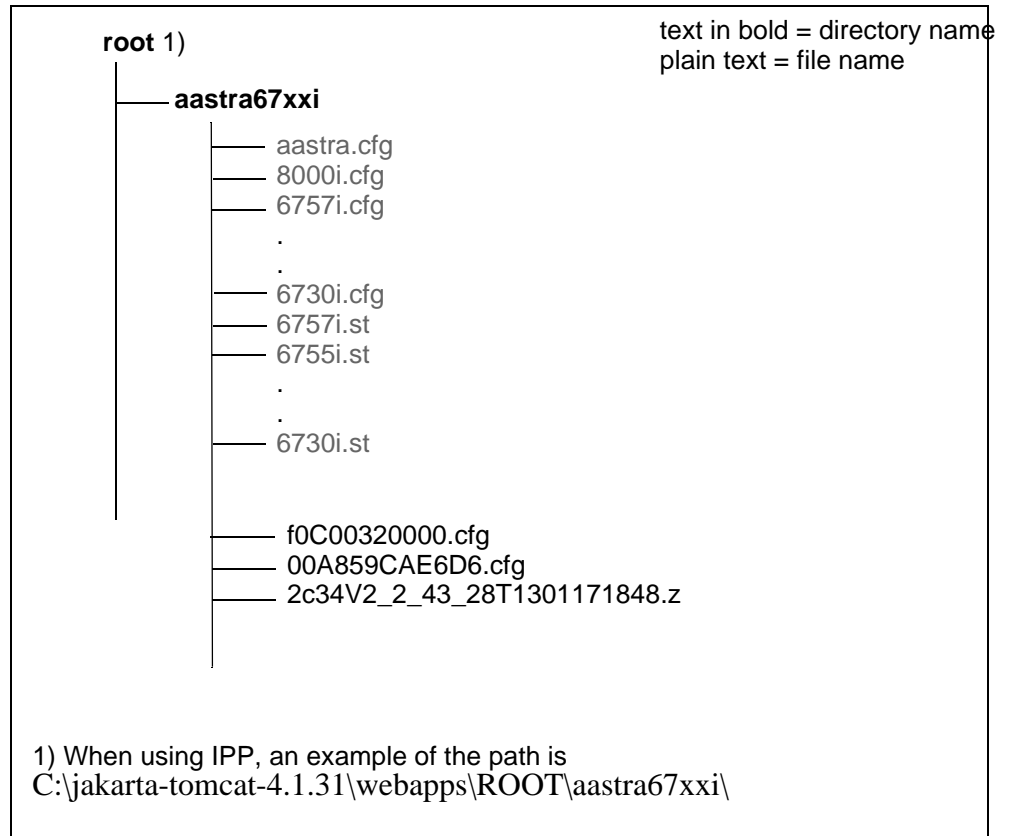 root 1)
text in bold = directory name
plain text = file name
aastra67xxi
aastra.cfg
8000i.cfg
6757i.cfg
.
.
6730i.cfg
6757i.st
6755i.st
.
.
6730i.st
f0C00320000.cfg
00A859CAE6D6.cfg
2c34V2_2_43_28T1301171848.z
1) When using IPP, an example of the path is
C:\jakarta-tomcat-4.1.31\webapps\ROOT\aastra67xxi\